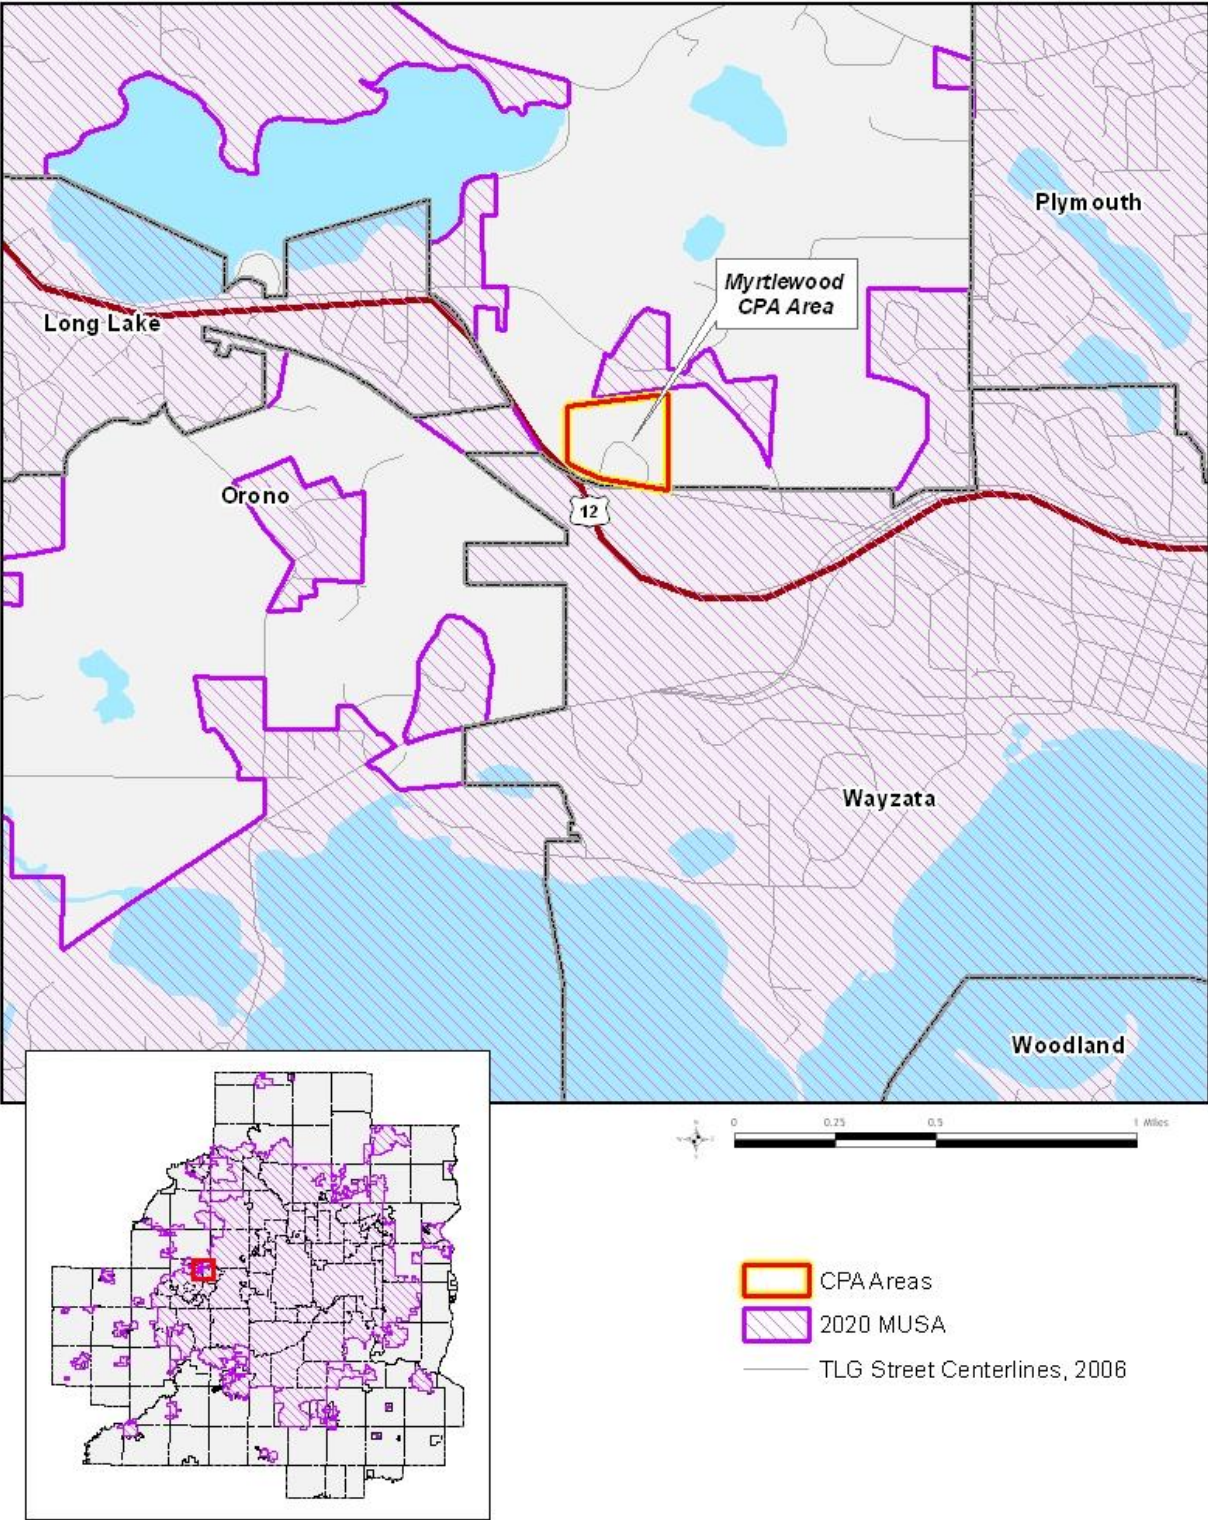 Plymouth
Myrtlewood
CPA Area
Long Lake
Orono
12
Wayzata
Woodland
0 0.25 0.5 1 Miles
CPA Areas
2020 MUSA
TLG Street Centerlines, 2006